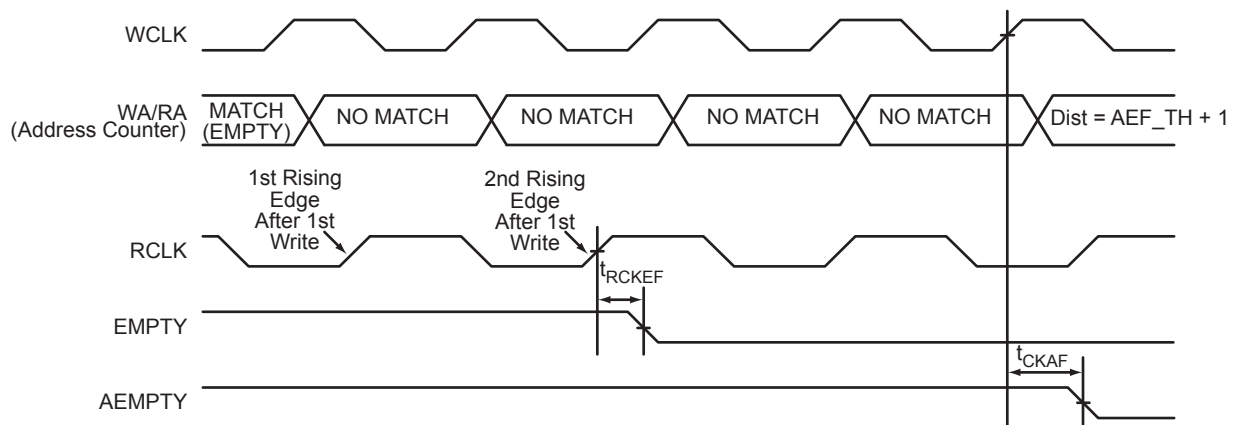 WCLK
WA/RA
(Address Counter)
MATCH
(EMPTY)
NO MATCH
NO MATCH
NO MATCH
NO MATCH
Dist = AEF_TH + 1
1st Rising
Edge
After 1st
Write
2nd Rising
Edge
After 1st
Write
RCLK
tRCKEF
EMPTY
tCKAF
AEMPTY